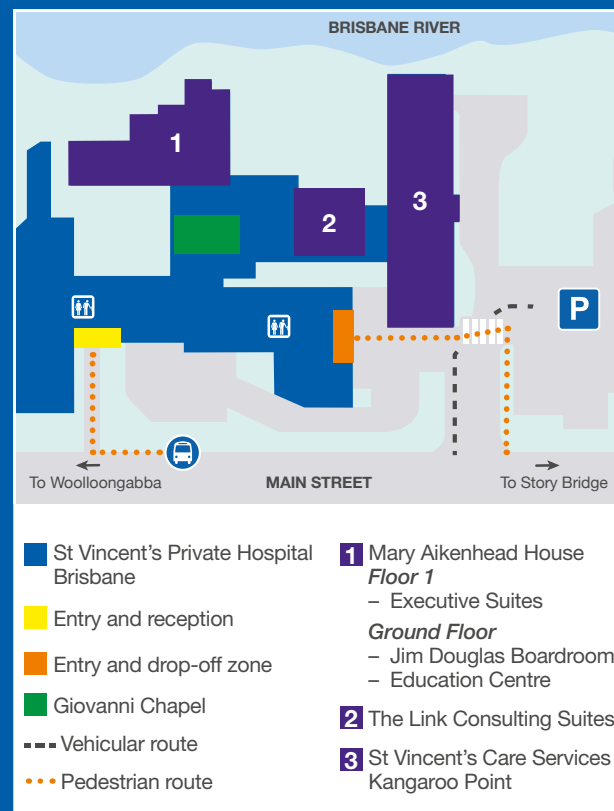 BRISBANE RIVER
1
2
3
P
To Woolloongabba
MAIN STREET
To Story Bridge
St Vincent's Private Hospital
Brisbane
Entry and reception
Entry and drop-off zone
Giovanni Chapel
Vehicular route
Pedestrian route
1 Mary Aikenhead House
Floor 1
– Executive Suites
Ground Floor
– Jim Douglas Boardroom
– Education Centre
2 The Link Consulting Suites
3 St Vincent's Care Services
Kangaroo Point